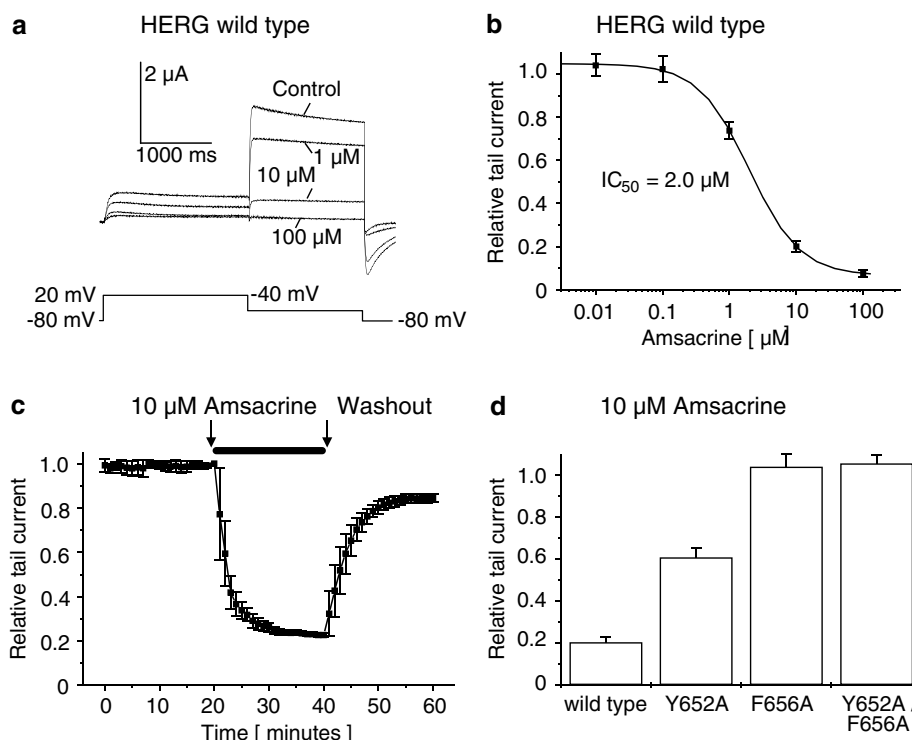 a HERG wild type
2 µA
1000 ms
Control
1 µM
10 µM
100 µM
20 mV
-40 mV
-80 mV
-80 mV
b HERG wild type
Relative tail current
1.0
0.8
0.6
0.4
0.2
0
IC50 = 2.0 µM
0.01 0.1 1 10 100
Amsacrine [ µM]
c 10 µM Amsacrine Washout
Relative tail current
1.0
0.8
0.6
0.4
0.2
0
0 10 20 30 40 50 60
Time [ minutes ]
d 10 µM Amsacrine
Relative tail current
1.0
0.8
0.6
0.4
0.2
0
wild type Y652A F656A Y652A /
F656A